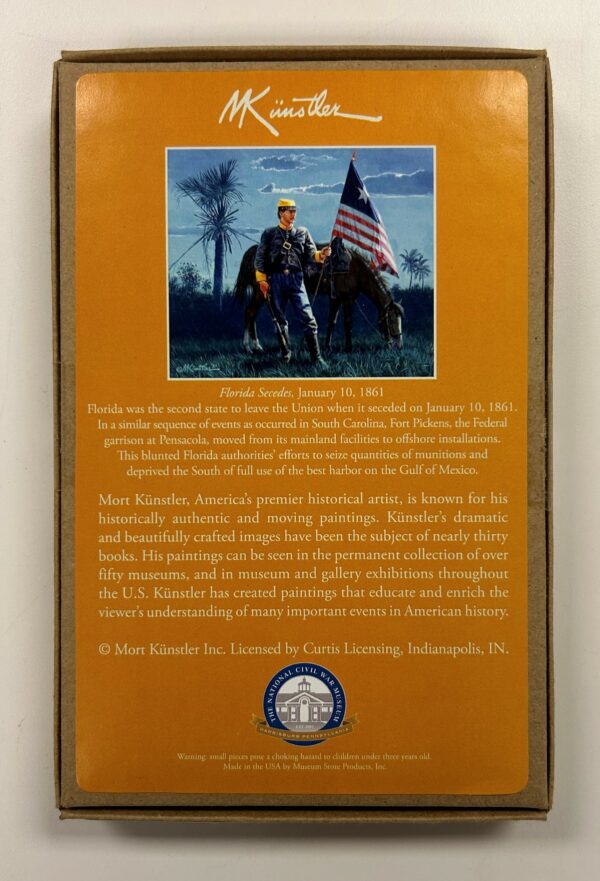 MKünstler
©MKünstler
Florida Secedes, January 10, 1861
Florida was the second state to leave the Union when it seceded on January 10, 1861.
In a similar sequence of events as occurred in South Carolina, Fort Pickens, the Federal
garrison at Pensacola, moved from its mainland facilities to offshore installations.
This blunted Florida authorities' efforts to seize quantities of munitions and
deprived the South of full use of the best harbor on the Gulf of Mexico.
Mort Künstler, America's premier historical artist, is known for his
historically authentic and moving paintings. Künstler's dramatic
and beautifully crafted images have been the subject of nearly thirty
books. His paintings can be seen in the permanent collection of over
fifty museums, and in museum and gallery exhibitions throughout
the U.S. Künstler has created paintings that educate and enrich the
viewer's understanding of many important events in American history.
© Mort Künstler Inc. Licensed by Curtis Licensing, Indianapolis, IN.
THE NATIONAL CIVIL WAR MUSEUM
EST. 2001
HARRISBURG PENNSYLVANIA
Warning: small pieces pose a choking hazard to children under three years old.
Made in the USA by Museum Store Products, Inc.